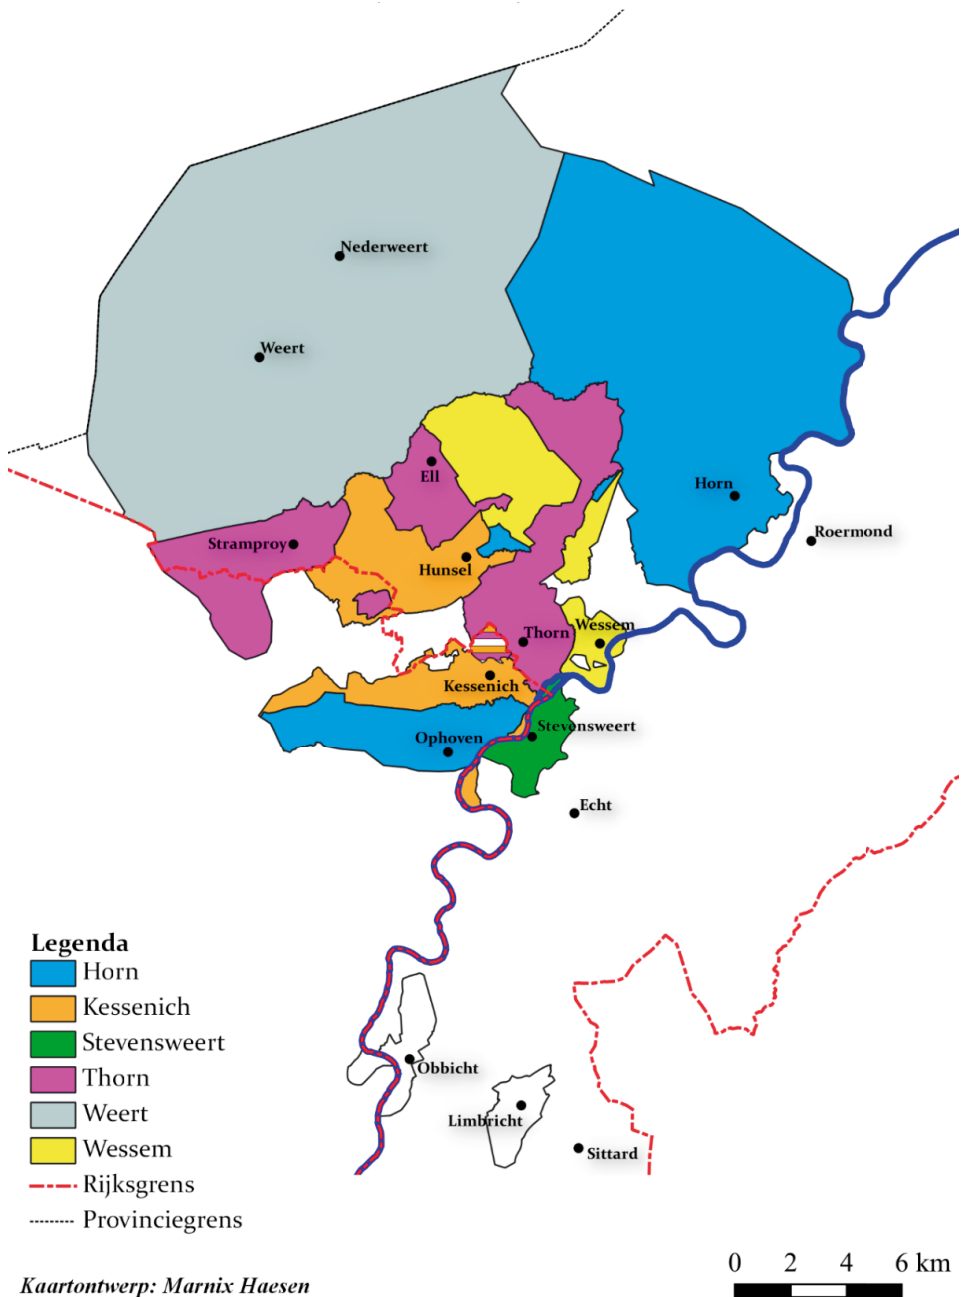 Nederweert
Weert
Ell
Horn
Stramproy
Roermond
Hunsel
Wessem
Thorn
Kessenich
Stevensweert
Ophoven
Echt
Legenda
Horn
Kessenich
Stevensweert
Thorn
Weert
Wessem
Rijksgrens
Provinciegrens
Obbicht
Limbricht
Sittard
0 2 4 6 km
Kaartontwerp: Marnix Haesen